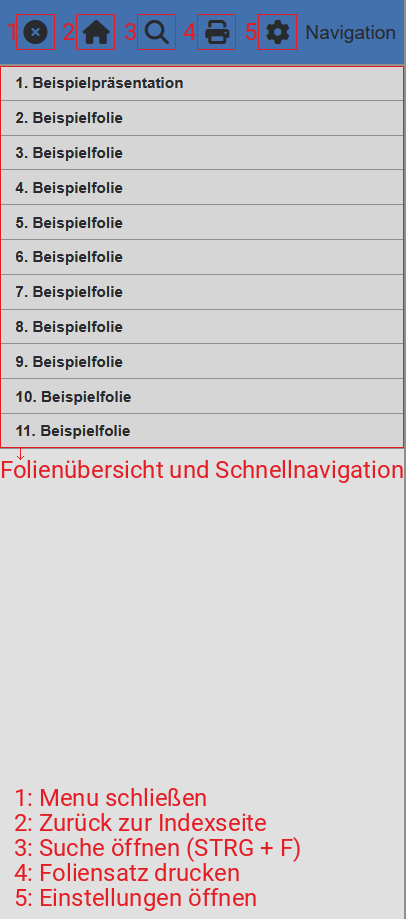 1 2 3 4 5 Navigation
1. Beispielpräsentation
2. Beispielfolie
3. Beispielfolie
4. Beispielfolie
5. Beispielfolie
6. Beispielfolie
7. Beispielfolie
8. Beispielfolie
9. Beispielfolie
10. Beispielfolie
11. Beispielfolie
Folienübersicht und Schnellnavigation
1: Menu schließen
2: Zurück zur Indexseite
3: Suche öffnen (STRG + F)
4: Foliensatz drucken
5: Einstellungen öffnen